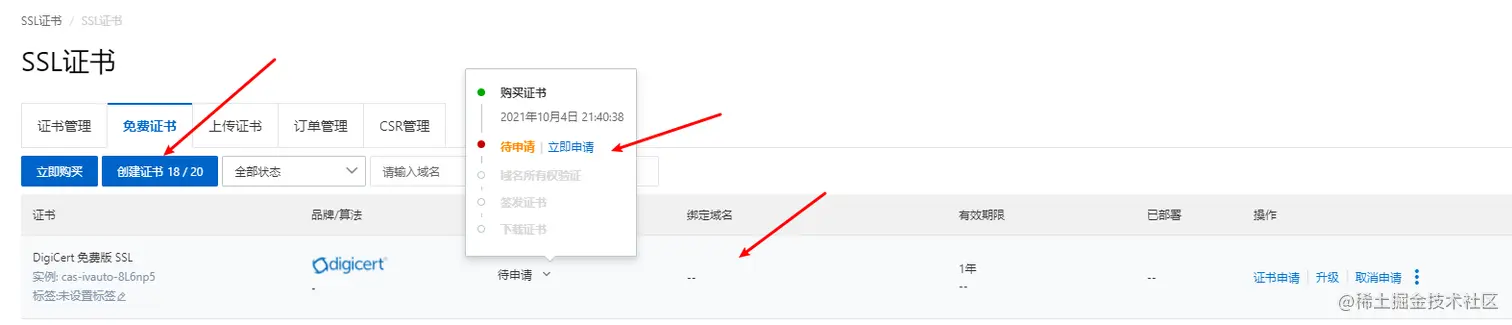 SSL证书 / SSL证书
SSL证书
证书管理 免费证书 上传证书 订单管理 CSR管理
购买证书
2021年10月4日 21:40:38
待申请 | 立即申请
域名所有权验证
签发证书
下载证书
立即购买 创建证书 18 / 20 全部状态 请输入域名
证书 品牌/算法 绑定域名 有效期限 已部署 操作
DigiCert 免费版 SSL
实例: cas-ivauto-8L6np5
标签:未设置标签
digicert
-
待申请
--
1年
--
--
证书申请 | 升级 | 取消申请
@稀土掘金技术社区